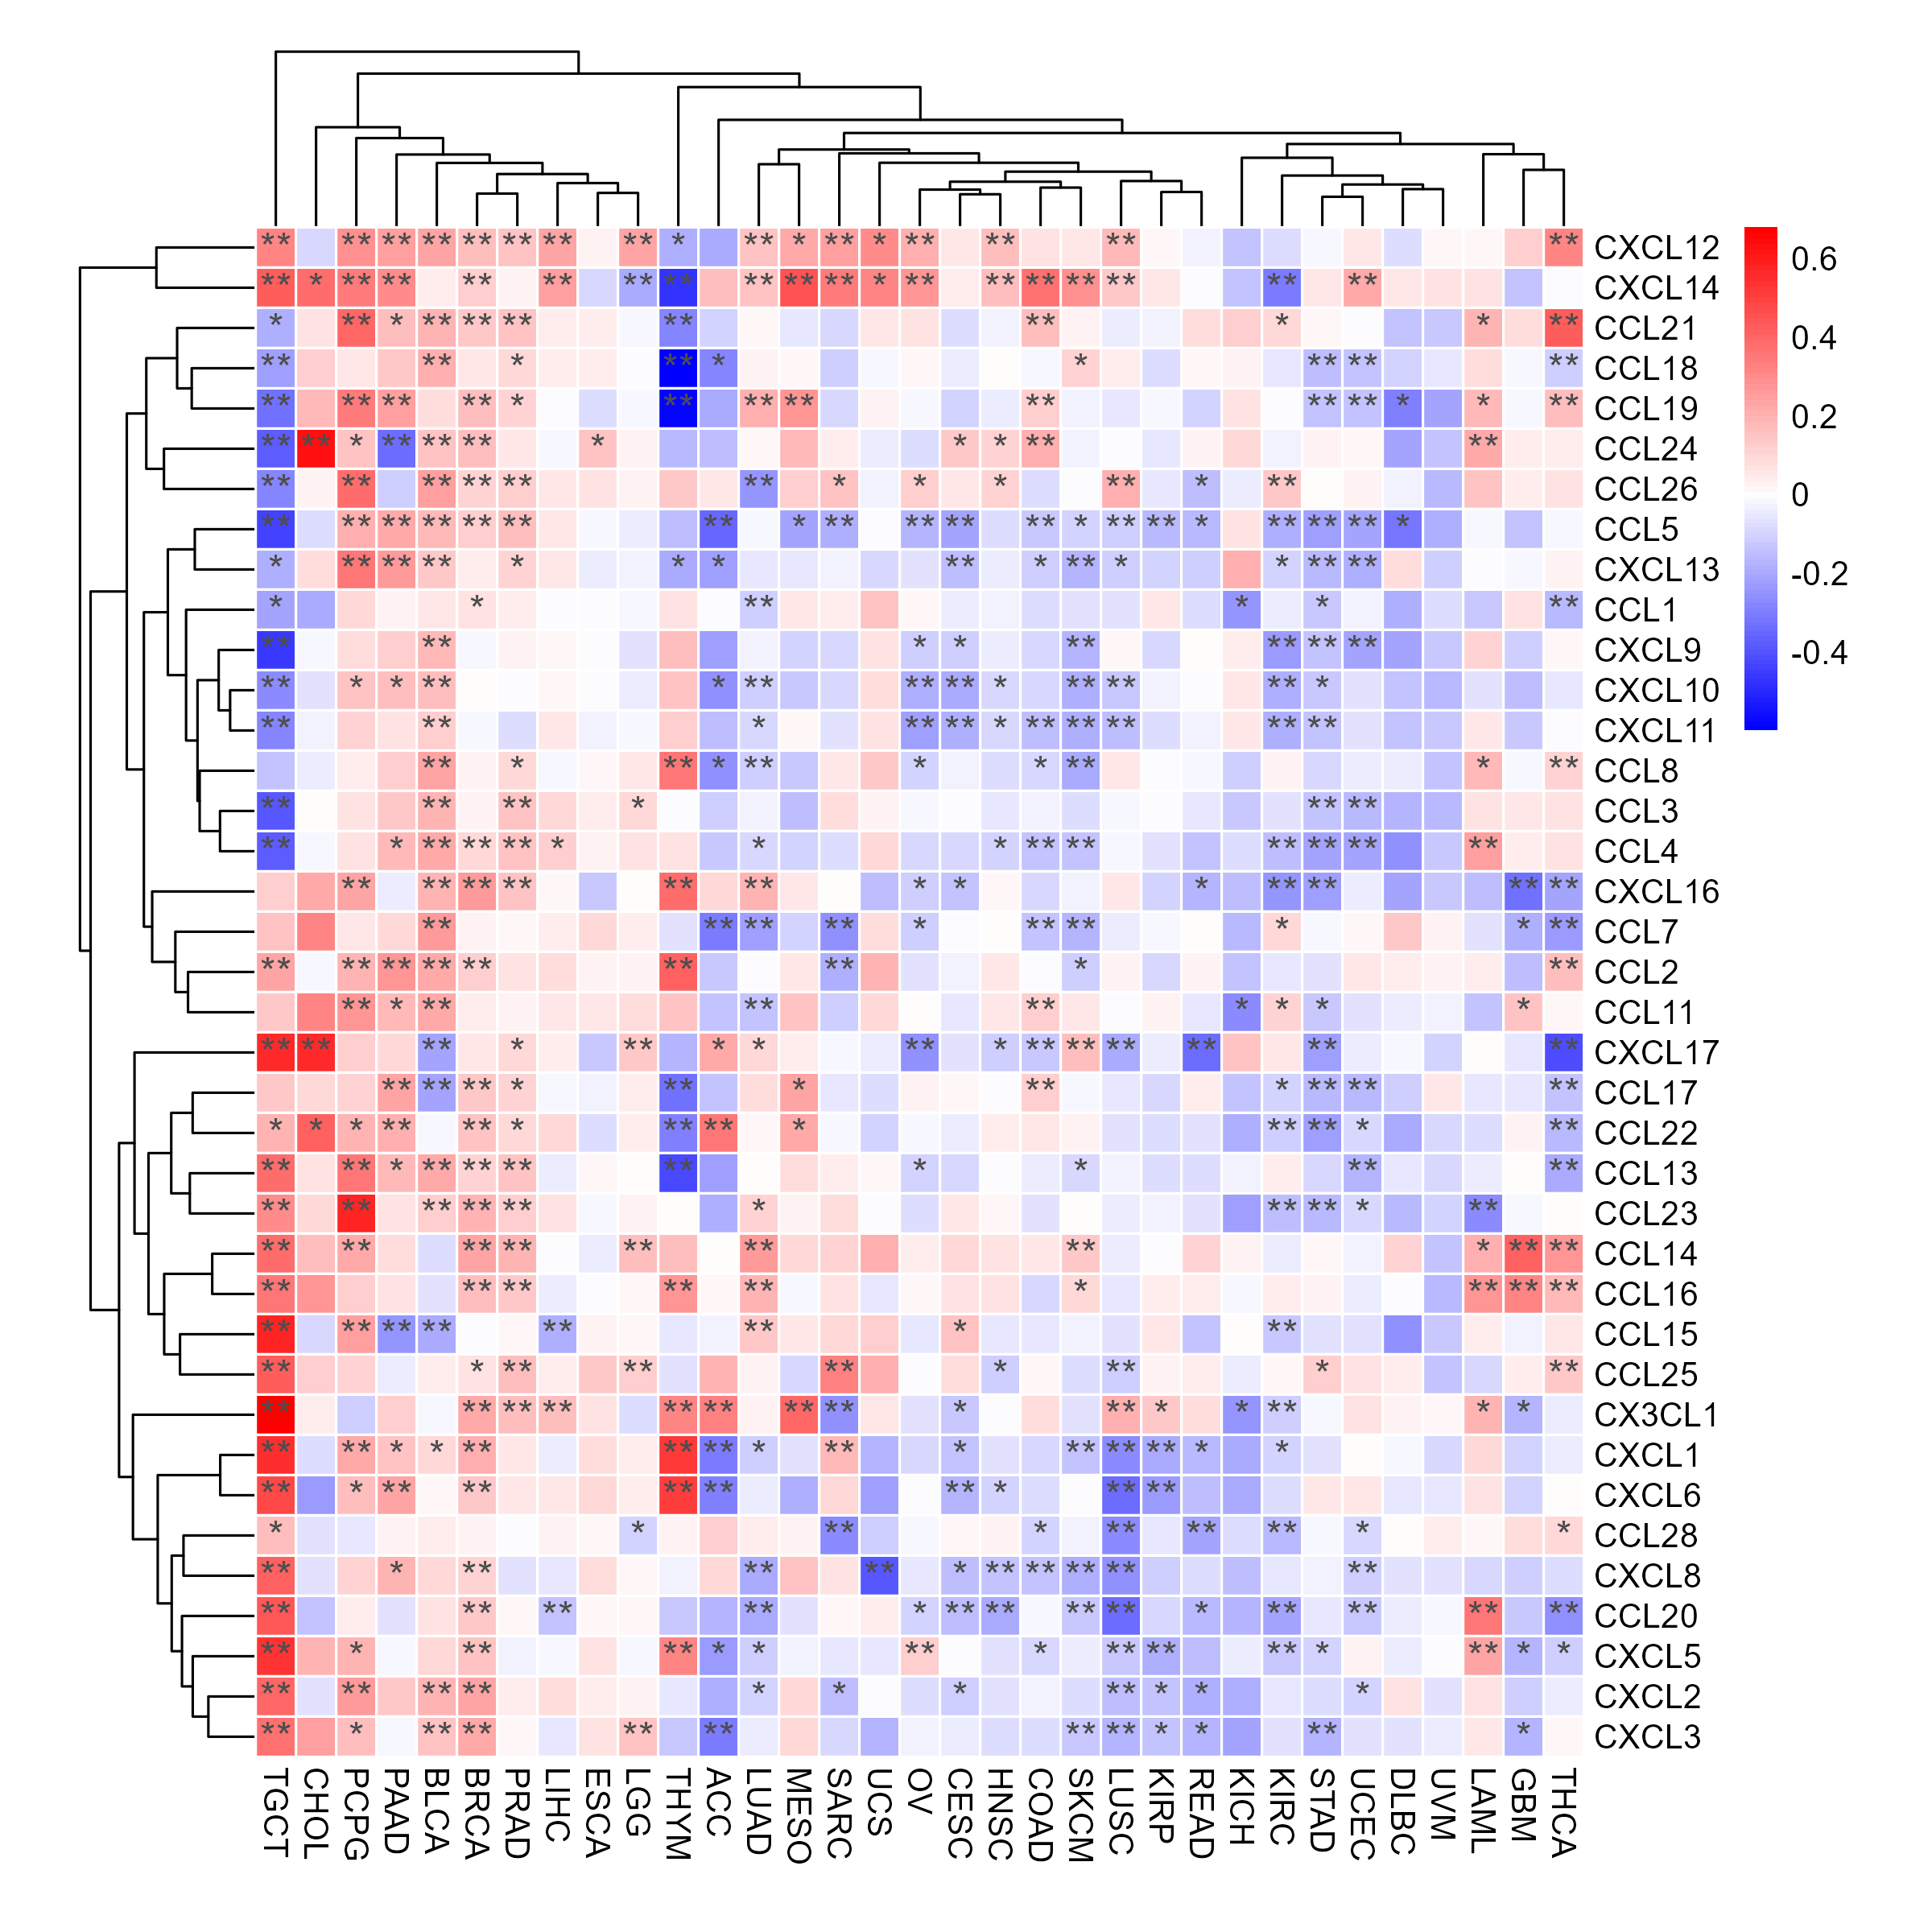 CXCL12
CXCL14
CCL21
CCL18
CCL19
CCL24
CCL26
CCL5
CXCL13
CCL1
CXCL9
CXCL10
CXCL11
CCL8
CCL3
CCL4
CXCL16
CCL7
CCL2
CCL11
CXCL17
CCL17
CCL22
CCL13
CCL23
CCL14
CCL16
CCL15
CCL25
CX3CL1
CXCL1
CXCL6
CCL28
CXCL8
CCL20
CXCL5
CXCL2
CXCL3
0.6
0.4
0.2
0
-0.2
-0.4
TGCT
CHOL
PCPG
PAAD
BLCA
BRCA
PRAD
LIHC
ESCA
LGG
THYM
ACC
LUAD
MESO
SARC
UCS
OV
CESC
HNSC
COAD
SKCM
LUSC
KIRP
READ
KICH
KIRC
STAD
UCEC
DLBC
UVM
LAML
GBM
THCA